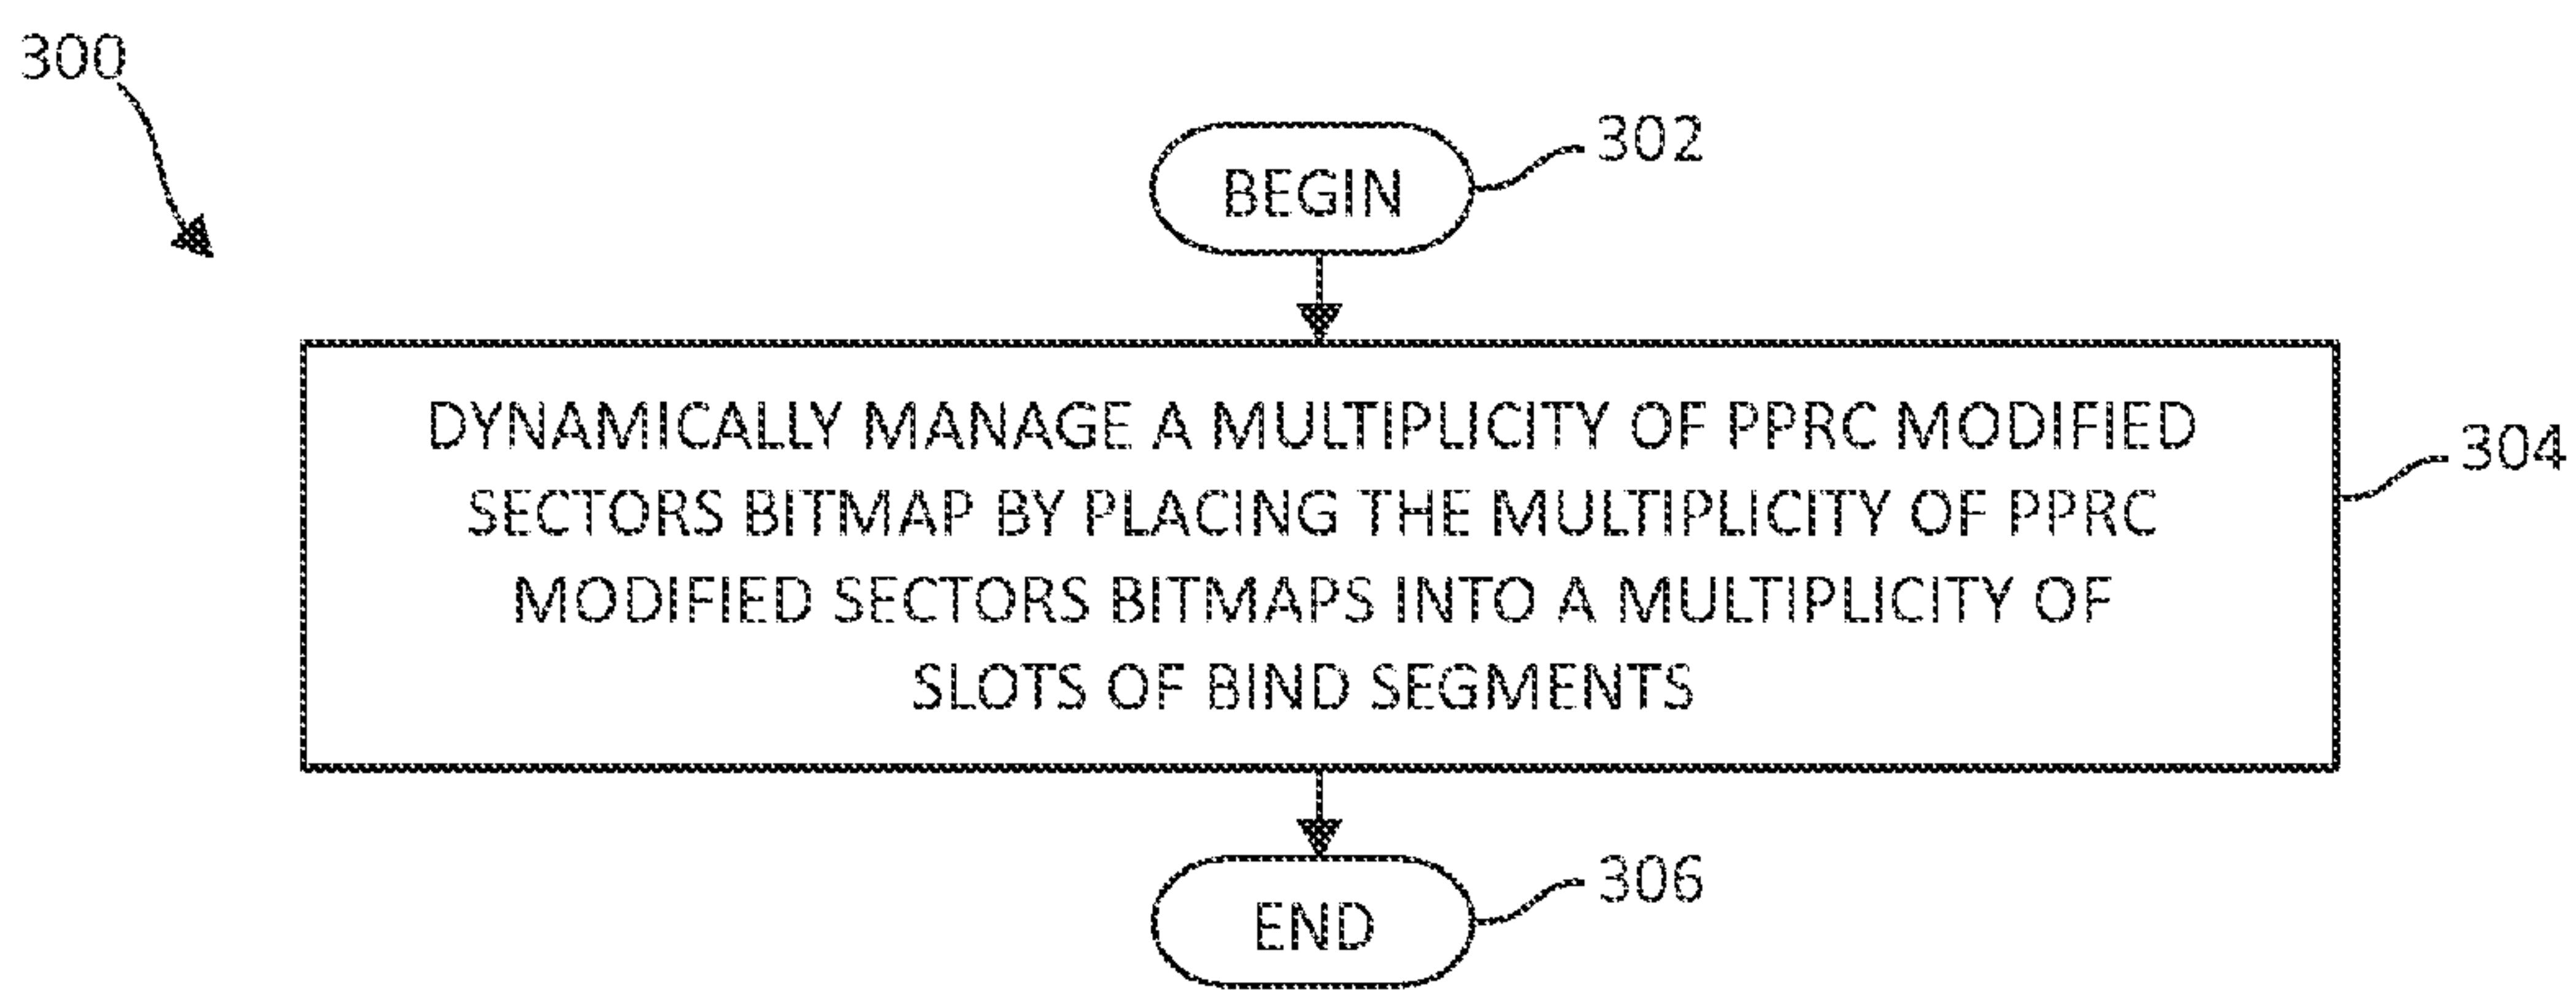 300
BEGIN
302
DYNAMICALLY MANAGE A MULTIPLICITY OF PPRC MODIFIED
SECTORS BITMAP BY PLACING THE MULTIPLICITY OF PPRC
MODIFIED SECTORS BITMAPS INTO A MULTIPLICITY OF
SLOTS OF BIND SEGMENTS
304
END
306